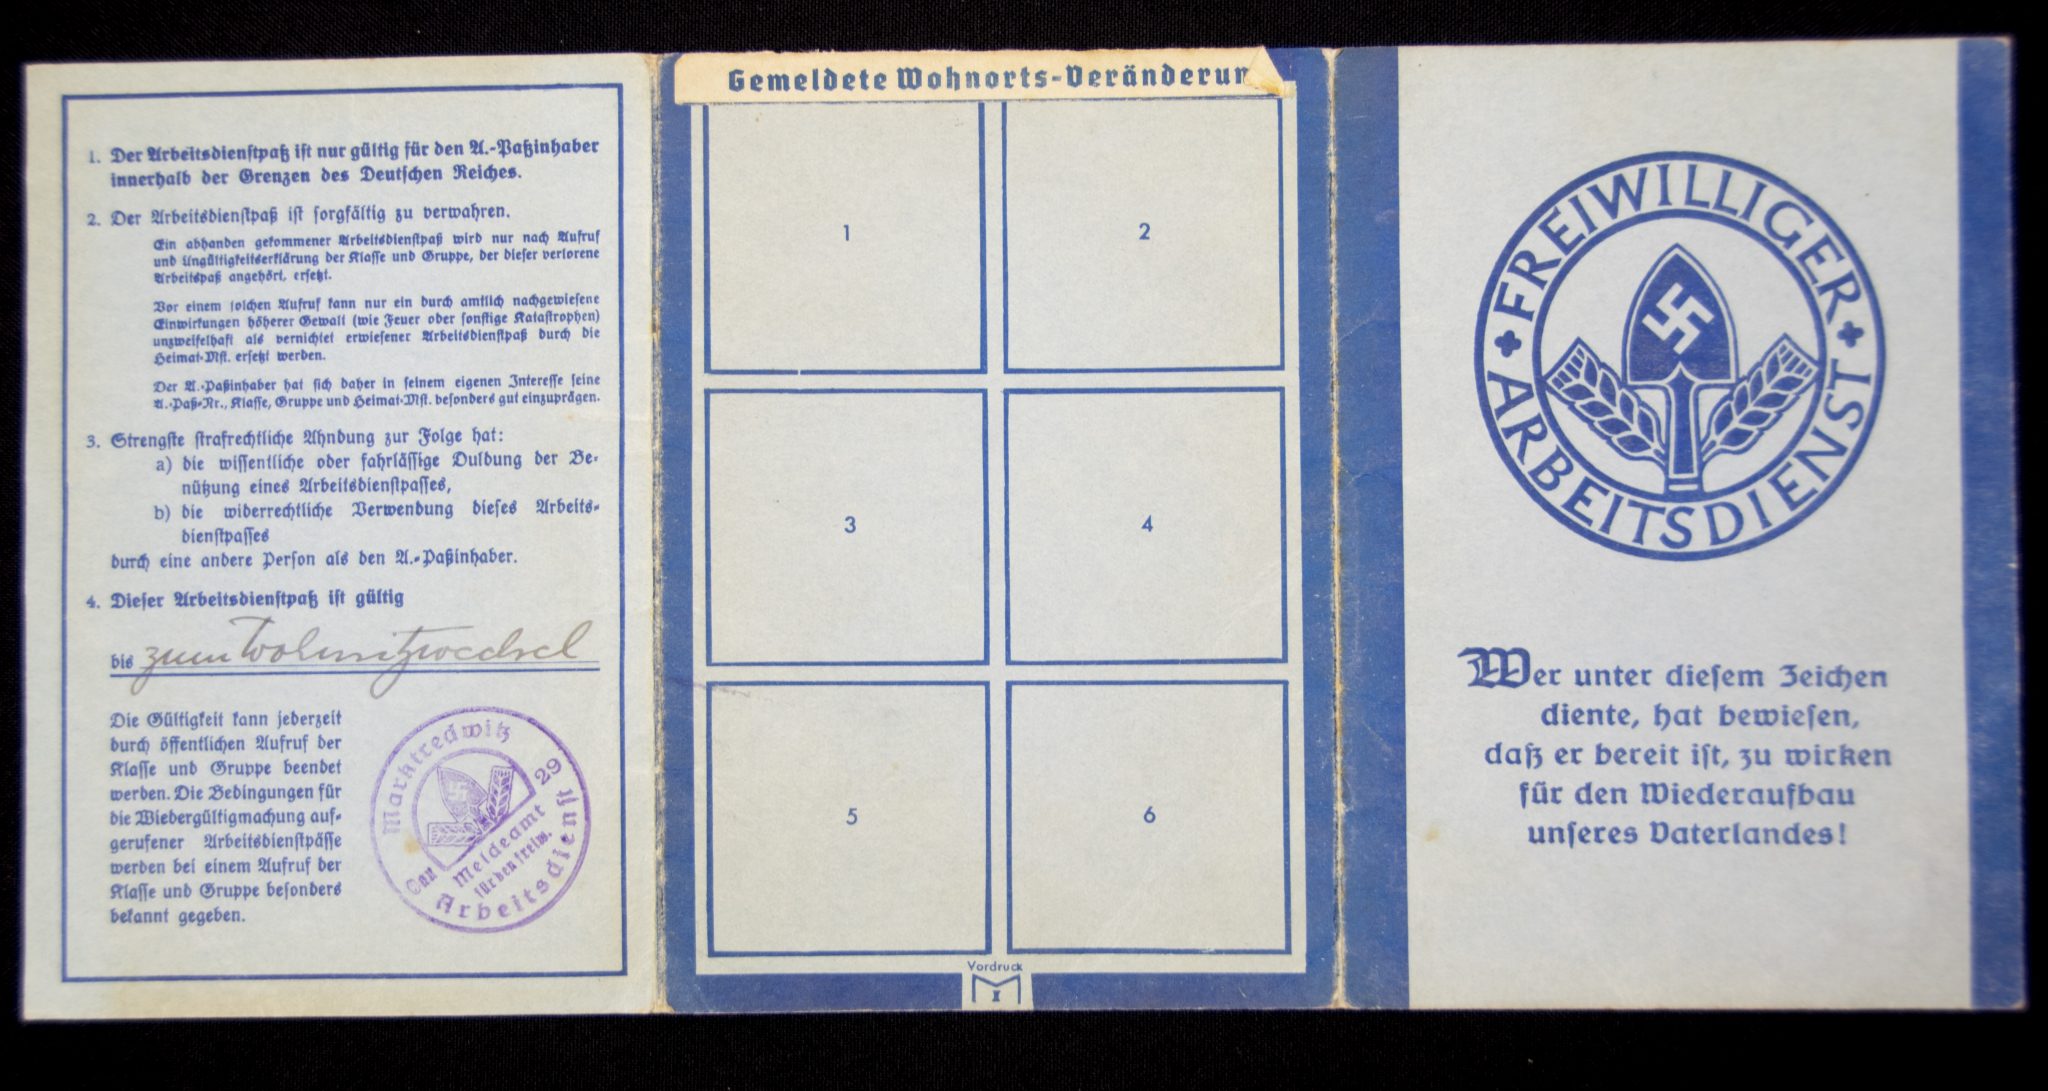 1. Der Arbeitsdienstpaß ist nur gültig für den A.-Paßinhaber
innerhalb der Grenzen des Deutschen Reiches.
2. Der Arbeitsdienstpaß ist sorgfältig zu verwahren.
Ein abhanden gekommener Arbeitsdienstpaß wird nur nach Aufruf
und Ungültigkeitserklärung der Klasse und Gruppe, der dieser verlorene
Arbeitspaß angehört, ersetzt.
Vor einem solchen Aufruf kann nur ein durch amtlich nachgewiesene
Einwirkungen höherer Gewalt (wie Feuer oder sonstige Katastrophen)
unzweifelhaft als vernichtet erwiesener Arbeitsdienstpaß durch die
Heimat-Mst. ersetzt werden.
Der A.-Paßinhaber hat sich daher in seinem eigenen Interesse seine
A.-Paß-Nr., Klasse, Gruppe und Heimat-Mst. besonders gut einzuprägen.
3. Strengste strafrechtliche Ahndung zur Folge hat:
a) die wissentliche oder fahrlässige Duldung der Be-
nützung eines Arbeitsdienstpasses,
b) die widerrechtliche Verwendung dieses Arbeits-
dienstpasses
durch eine andere Person als den A.-Paßinhaber.
4. Dieser Arbeitsdienstpaß ist gültig
bis zum Wohnsitzwechsel
Die Gültigkeit kann jederzeit
durch öffentlichen Aufruf der
Klasse und Gruppe beendet
werden. Die Bedingungen für
die Wiedergültigmachung auf-
gerufener Arbeitsdienstpässe
werden bei einem Aufruf der
Klasse und Gruppe besonders
bekannt gegeben.
Marktredwitz
Gau 29
Meldeamt
für den freiw.
Arbeitsdienst
Gemeldete Wohnorts-Veränderun
1
2
3
4
5
6
Vordruck
M I
FREIWILLIGER
ARBEITSDIENST
Wer unter diesem Zeichen
diente, hat bewiesen,
daß er bereit ist, zu wirken
für den Wiederaufbau
unseres Vaterlandes!